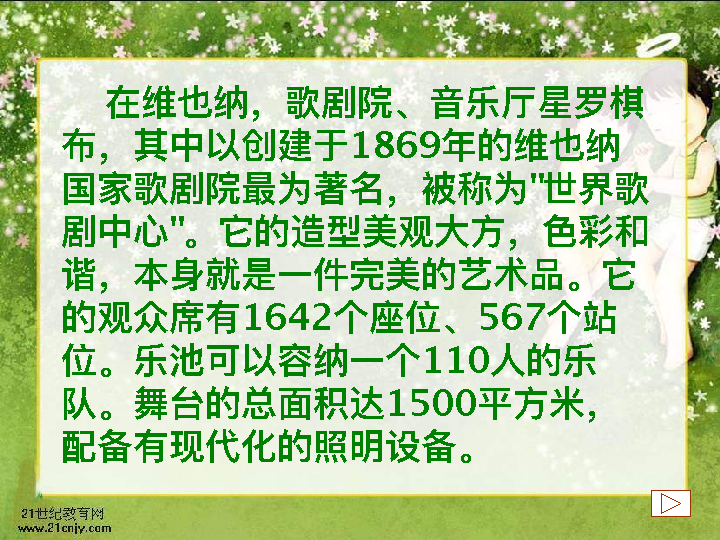 在维也纳，歌剧院、音乐厅星罗棋
布，其中以创建于1869年的维也纳
国家歌剧院最为著名，被称为"世界歌
剧中心"。它的造型美观大方，色彩和
谐，本身就是一件完美的艺术品。它
的观众席有1642个座位、567个站
位。乐池可以容纳一个110人的乐
队。舞台的总面积达1500平方米，
配备有现代化的照明设备。
21世纪教育网
www.21cnjy.com